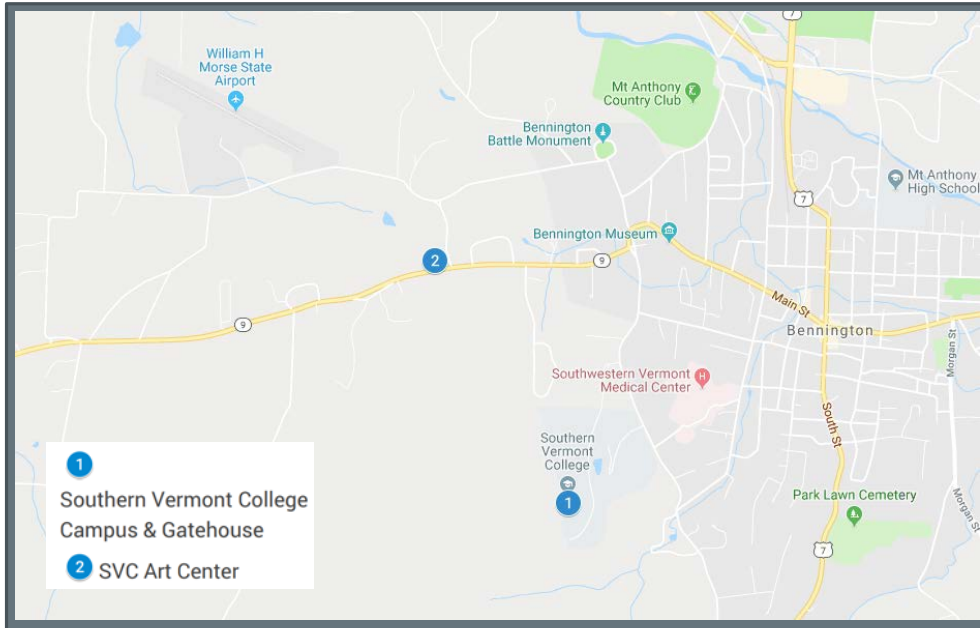 7
William H
Morse State
Airport
Mt Anthony
Country Club
Bennington
Battle Monument
Mt Anthony
High School
7
Bennington Museum
2
9
9
Main St
Bennington
Morgan St
Southwestern Vermont
Medical Center
H
South St
Southern
Vermont
College
1
Park Lawn Cemetery
Morgan St
7
1
Southern Vermont College
Campus & Gatehouse
2 SVC Art Center